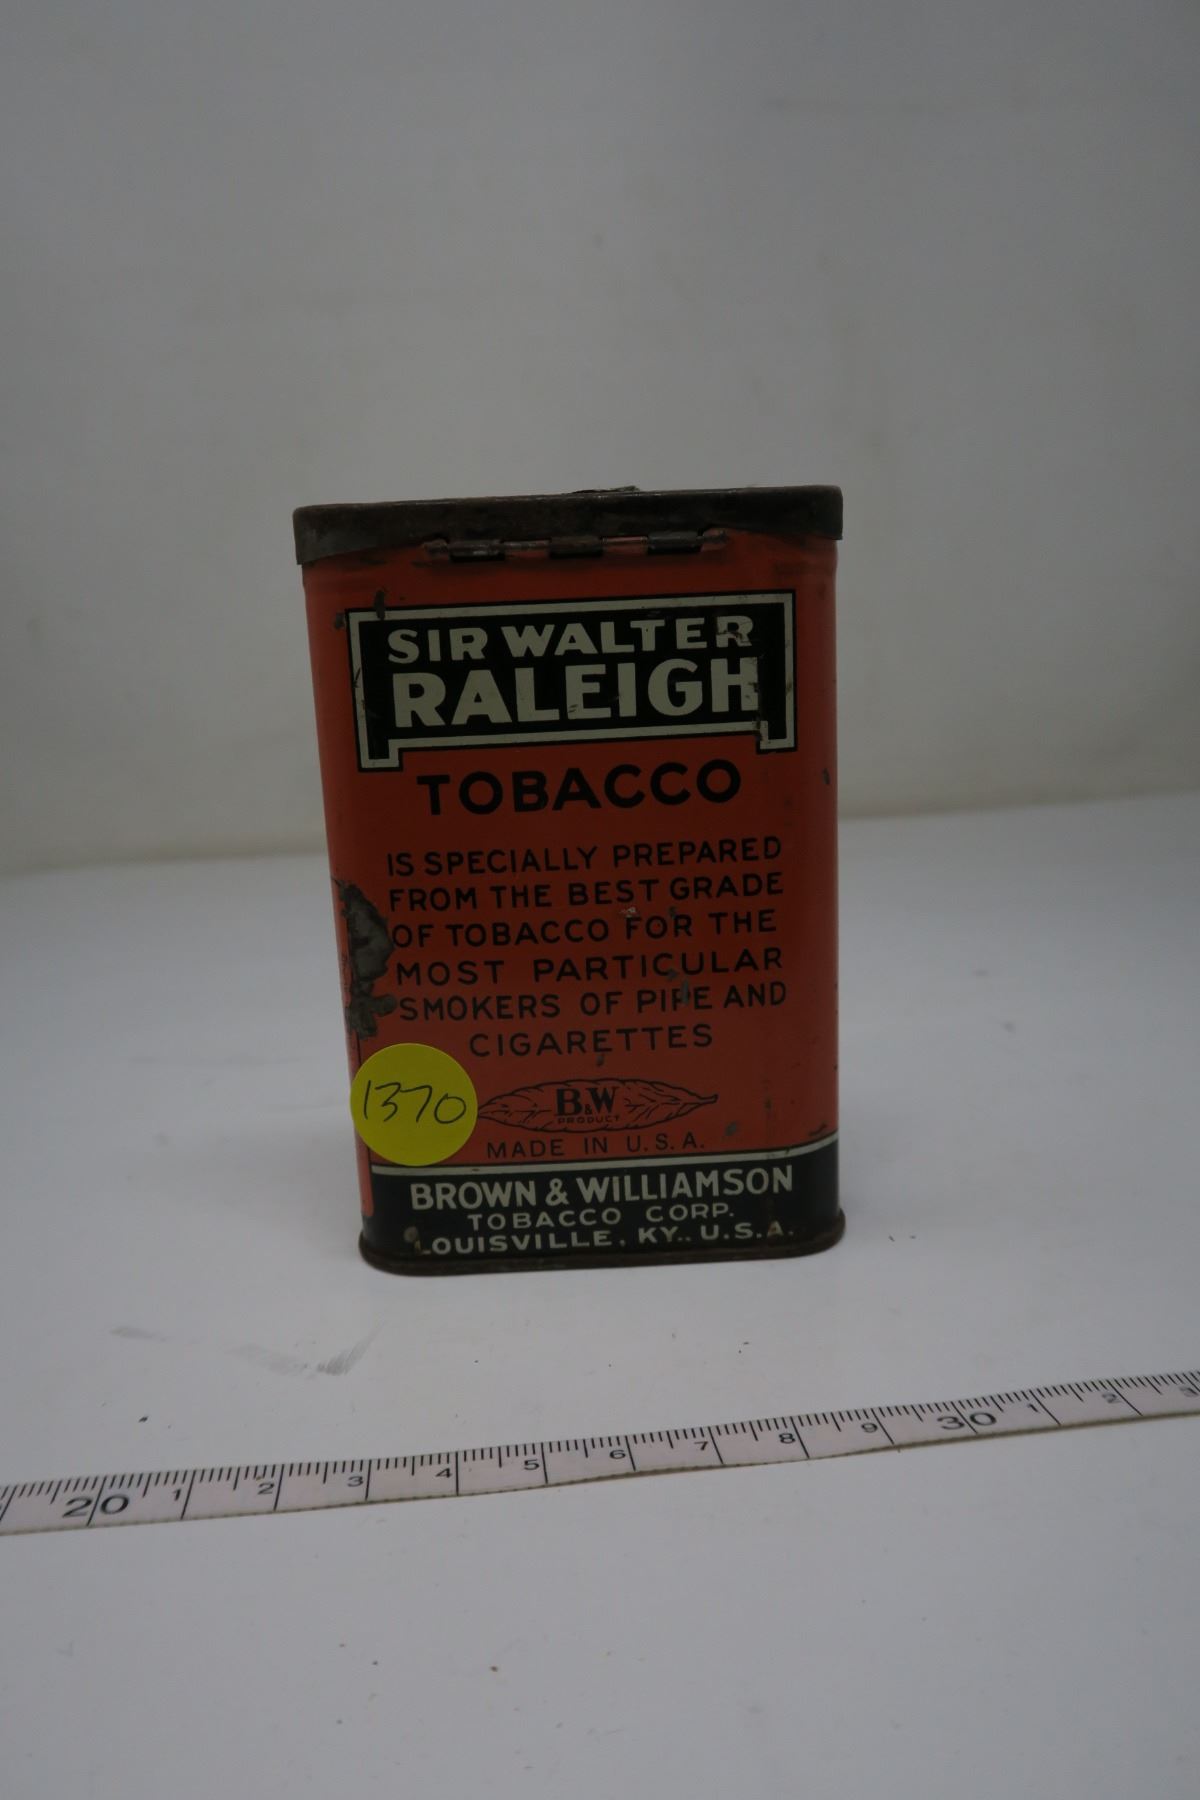 SIR WALTER
RALEIGH
TOBACCO
IS SPECIALLY PREPARED
FROM THE BEST GRADE
OF TOBACCO FOR THE
MOST PARTICULAR
SMOKERS OF PIPE AND
CIGARETTES
1370
B&W
PRODUCT
MADE IN U.S.A.
BROWN & WILLIAMSON
TOBACCO CORP.
LOUISVILLE, KY., U.S.A.
20 1 2 3 4 5 6 7 8 9 30 1 2 3